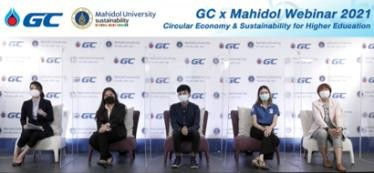 GC
Mahidol University
sustainability
GC x Mahidol Webinar 2021
Circular Economy & Sustainability for Higher Education